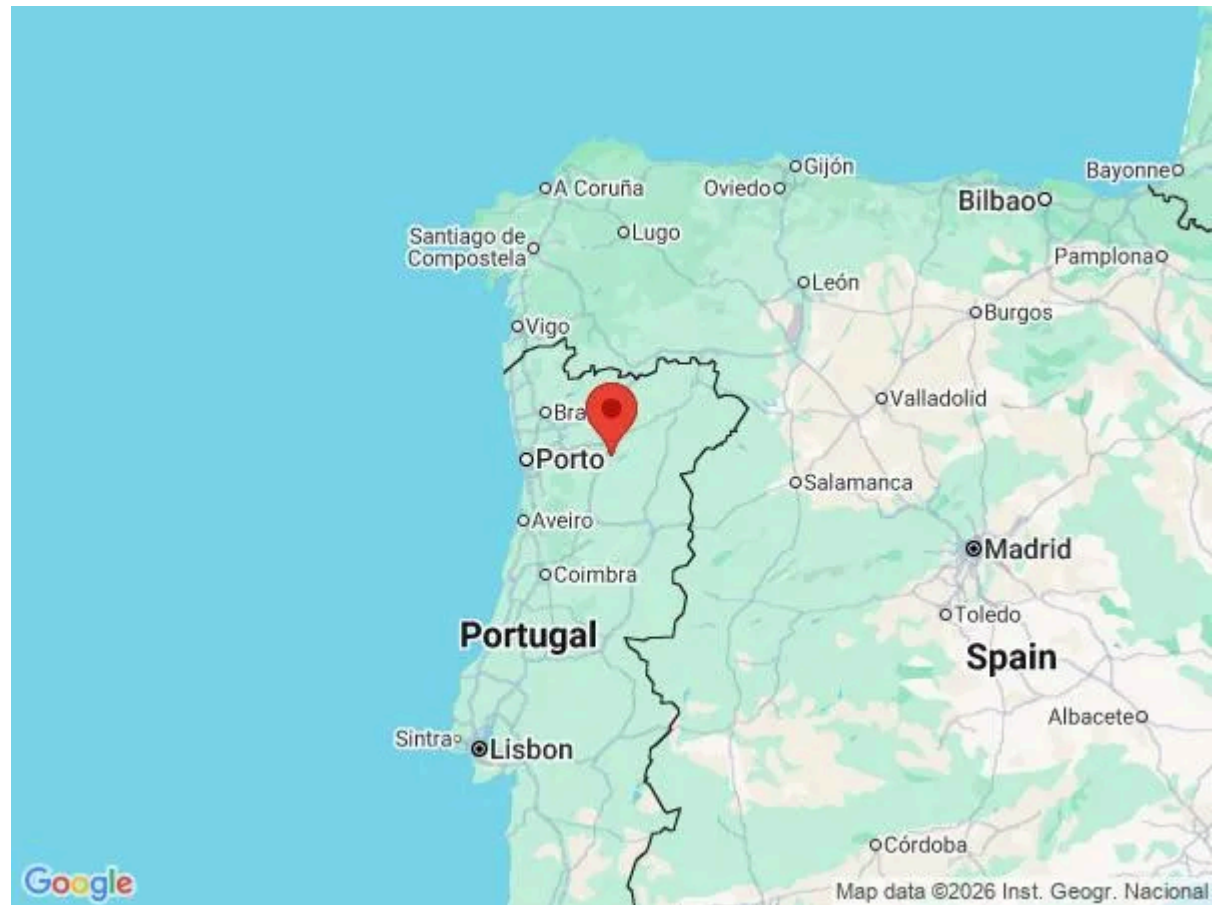 Gijón
Bayonne
A Coruña
Oviedo
Bilbao
Lugo
Santiago de
Compostela
Pamplona
León
Burgos
Vigo
Valladolid
Bra
Porto
Salamanca
Aveiro
Madrid
Coimbra
Toledo
Portugal
Spain
Albacete
Sintra
Lisbon
Córdoba
Google
Map data ©2026 Inst. Geogr. Nacional